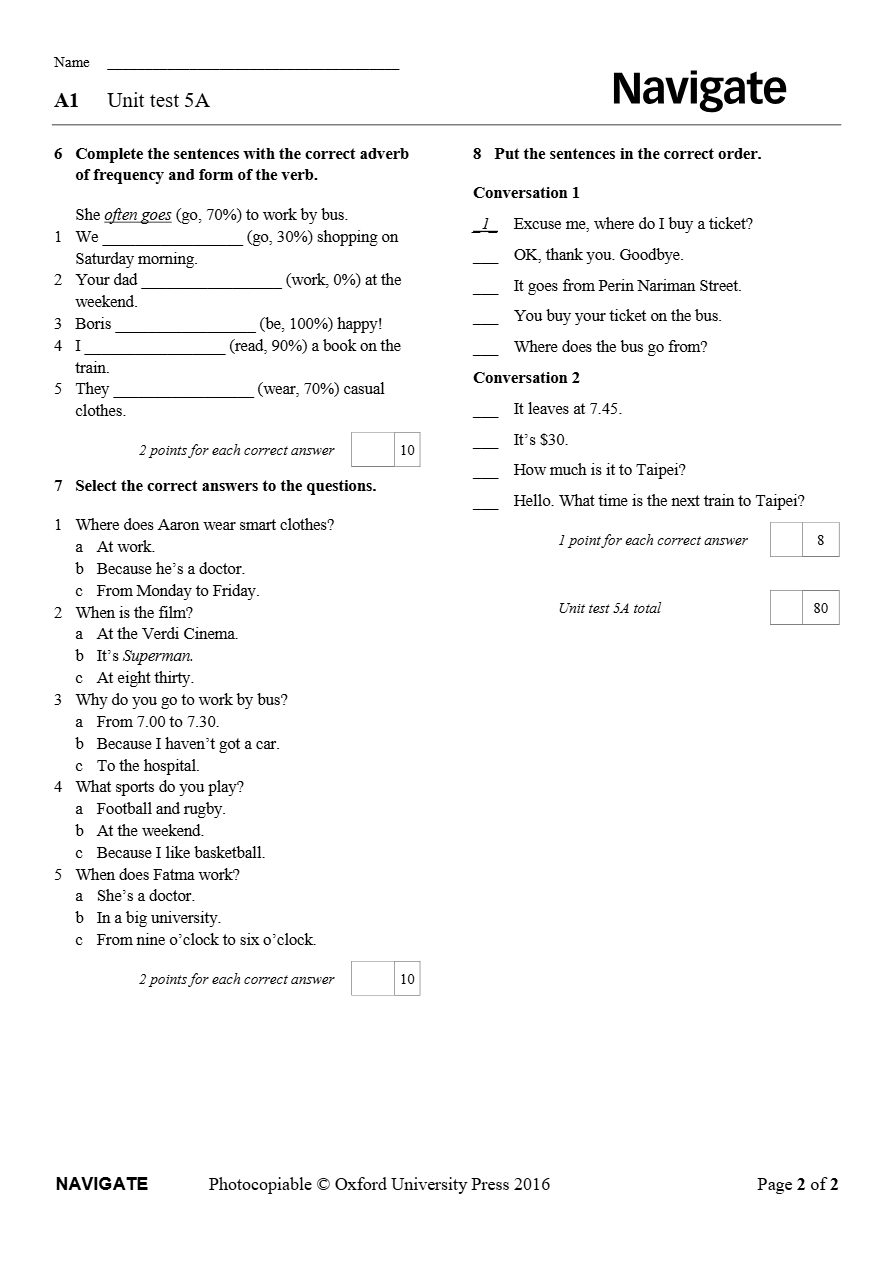 Name ____________________________________
A1 Unit test 5A
Navigate
6 Complete the sentences with the correct adverb
of frequency and form of the verb.
She often goes (go, 70%) to work by bus.
1 We _________________ (go, 30%) shopping on
Saturday morning.
2 Your dad _________________ (work, 0%) at the
weekend.
3 Boris _________________ (be, 100%) happy!
4 I _________________ (read, 90%) a book on the
train.
5 They _________________ (wear, 70%) casual
clothes.
2 points for each correct answer 10
7 Select the correct answers to the questions.
1 Where does Aaron wear smart clothes?
a At work.
b Because he’s a doctor.
c From Monday to Friday.
2 When is the film?
a At the Verdi Cinema.
b It’s Superman.
c At eight thirty.
3 Why do you go to work by bus?
a From 7.00 to 7.30.
b Because I haven’t got a car.
c To the hospital.
4 What sports do you play?
a Football and rugby.
b At the weekend.
c Because I like basketball.
5 When does Fatma work?
a She’s a doctor.
b In a big university.
c From nine o’clock to six o’clock.
2 points for each correct answer 10
8 Put the sentences in the correct order.
Conversation 1
_1_ Excuse me, where do I buy a ticket?
___ OK, thank you. Goodbye.
___ It goes from Perin Nariman Street.
___ You buy your ticket on the bus.
___ Where does the bus go from?
Conversation 2
___ It leaves at 7.45.
___ It’s $30.
___ How much is it to Taipei?
___ Hello. What time is the next train to Taipei?
1 point for each correct answer 8
Unit test 5A total 80
NAVIGATE Photocopiable © Oxford University Press 2016 Page 2 of 2